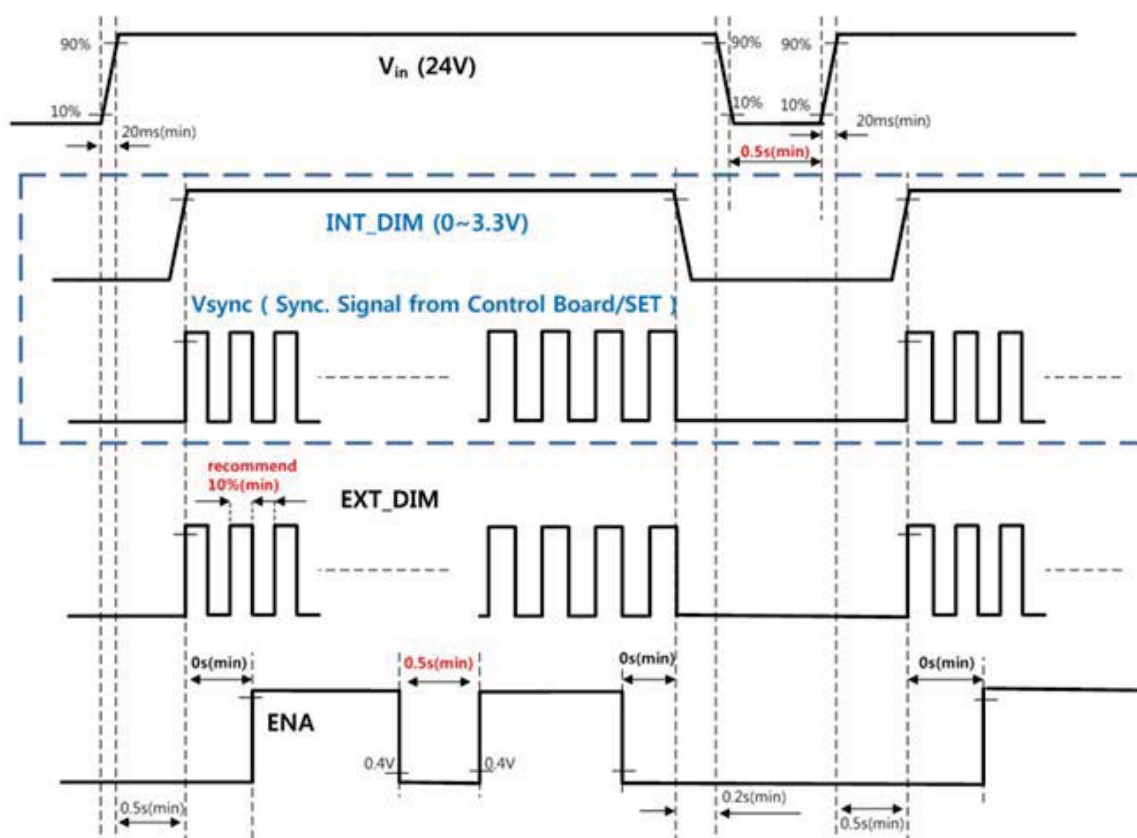 90%
90%
90%
V_in (24V)
10%
10%
10%
20ms(min)
20ms(min)
0.5s(min)
INT_DIM (0~3.3V)
Vsync ( Sync. Signal from Control Board/SET )
recommend
10%(min)
EXT_DIM
0s(min)
0.5s(min)
0s(min)
0s(min)
ENA
0.4V
0.4V
0.5s(min)
0.2s(min)
0.5s(min)